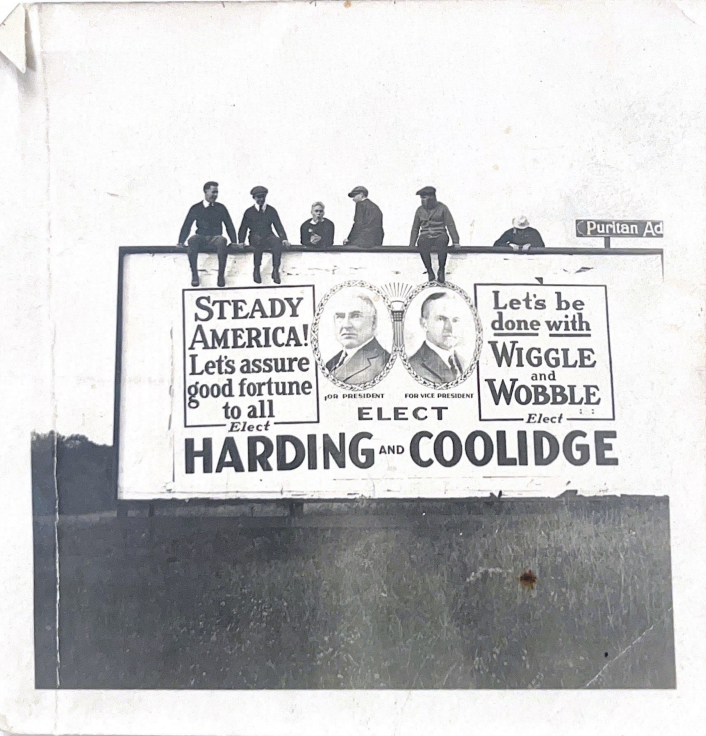 Puritan Ad
STEADY
AMERICA!
Let's assure
good fortune
to all
Elect
FOR PRESIDENT
FOR VICE PRESIDENT
ELECT
Let's be
done with
WIGGLE
and
WOBBLE
Elect
HARDING AND COOLIDGE